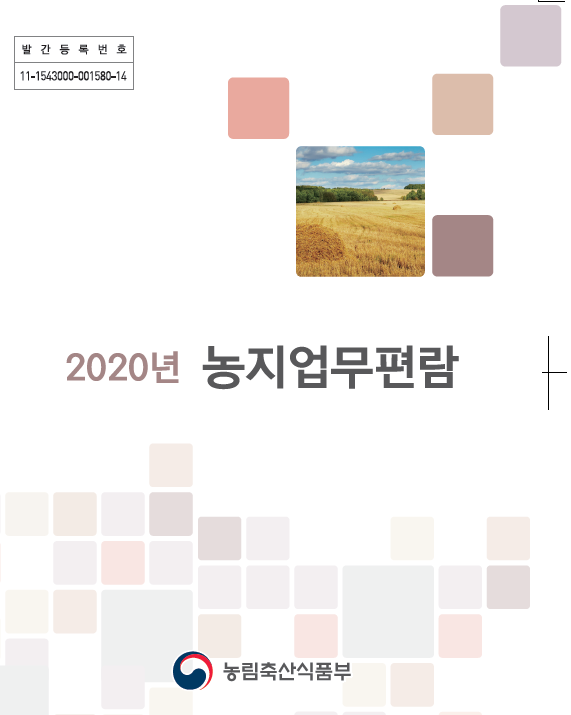 발 간 등 록 번 호
11-1543000-001580-14
2020년 농지업무편람
농림축산식품부